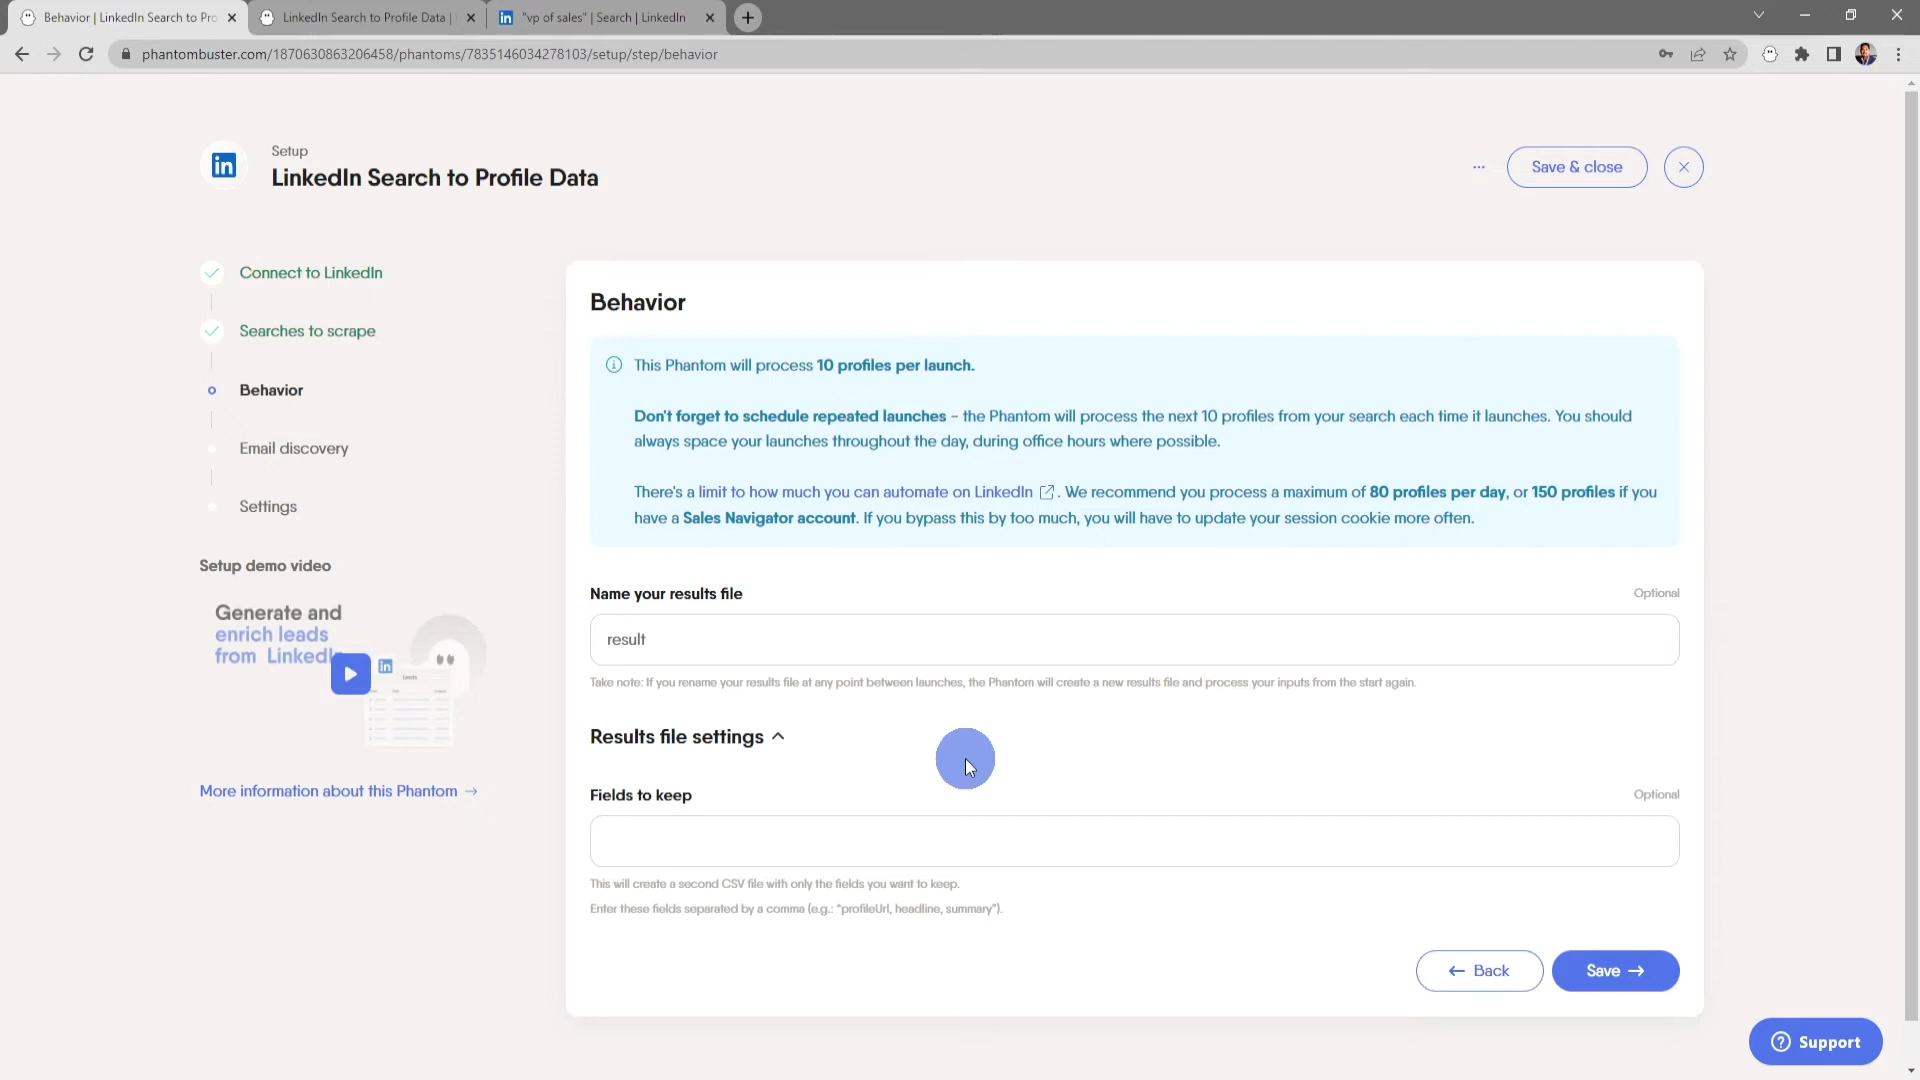 Behavior | LinkedIn Search to Pro
LinkedIn Search to Profile Data |
"vp of sales" | Search | LinkedIn
phantombuster.com/1870630863206458/phantoms/7835146034278103/setup/step/behavior
Setup
LinkedIn Search to Profile Data
Save & close
Connect to LinkedIn
Searches to scrape
Behavior
Email discovery
Settings
Setup demo video
Generate and
enrich leads
from LinkedIn
in
Leads
More information about this Phantom →
Behavior
This Phantom will process 10 profiles per launch.
Don't forget to schedule repeated launches - the Phantom will process the next 10 profiles from your search each time it launches. You should
always space your launches throughout the day, during office hours where possible.
There's a limit to how much you can automate on LinkedIn . We recommend you process a maximum of 80 profiles per day, or 150 profiles if you
have a Sales Navigator account. If you bypass this by too much, you will have to update your session cookie more often.
Name your results file
Optional
result
Take note: If you rename your results file at any point between launches, the Phantom will create a new results file and process your inputs from the start again.
Results file settings
Fields to keep
Optional
This will create a second CSV file with only the fields you want to keep.
Enter these fields separated by a comma (e.g.: "profileUrl, headline, summary").
← Back
Save →
Support